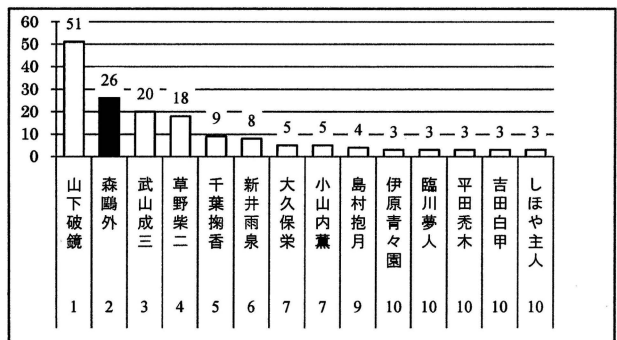 60
50
40
30
20
10
0
51
26
20
18
9
8
5
5
4
3
3
3
3
3
山下破鏡
森鷗外
武山成三
草野柴二
千葉掬香
新井雨泉
大久保栄
小山内薫
島村抱月
伊原青々園
臨川夢人
平田禿木
吉田白甲
しほや主人
1
2
3
4
5
6
7
7
9
10
10
10
10
10